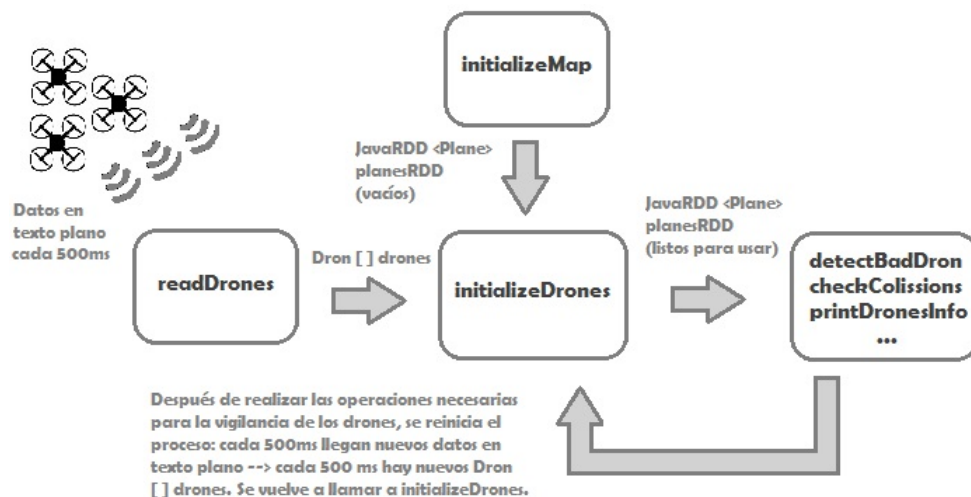 initializeMap
JavaRDD <Plane>
planesRDD
(vacíos)
Datos en
texto plano
cada 500ms
readDrones
Dron [ ] drones
initializeDrones
JavaRDD <Plane>
planesRDD
(listos para usar)
detectBadDron
checkColissions
printDronesInfo
...
Después de realizar las operaciones necesarias
para la vigilancia de los drones, se reinicia el
proceso: cada 500ms llegan nuevos datos en
texto plano --> cada 500 ms hay nuevos Dron
[ ] drones. Se vuelve a llamar a initializeDrones.